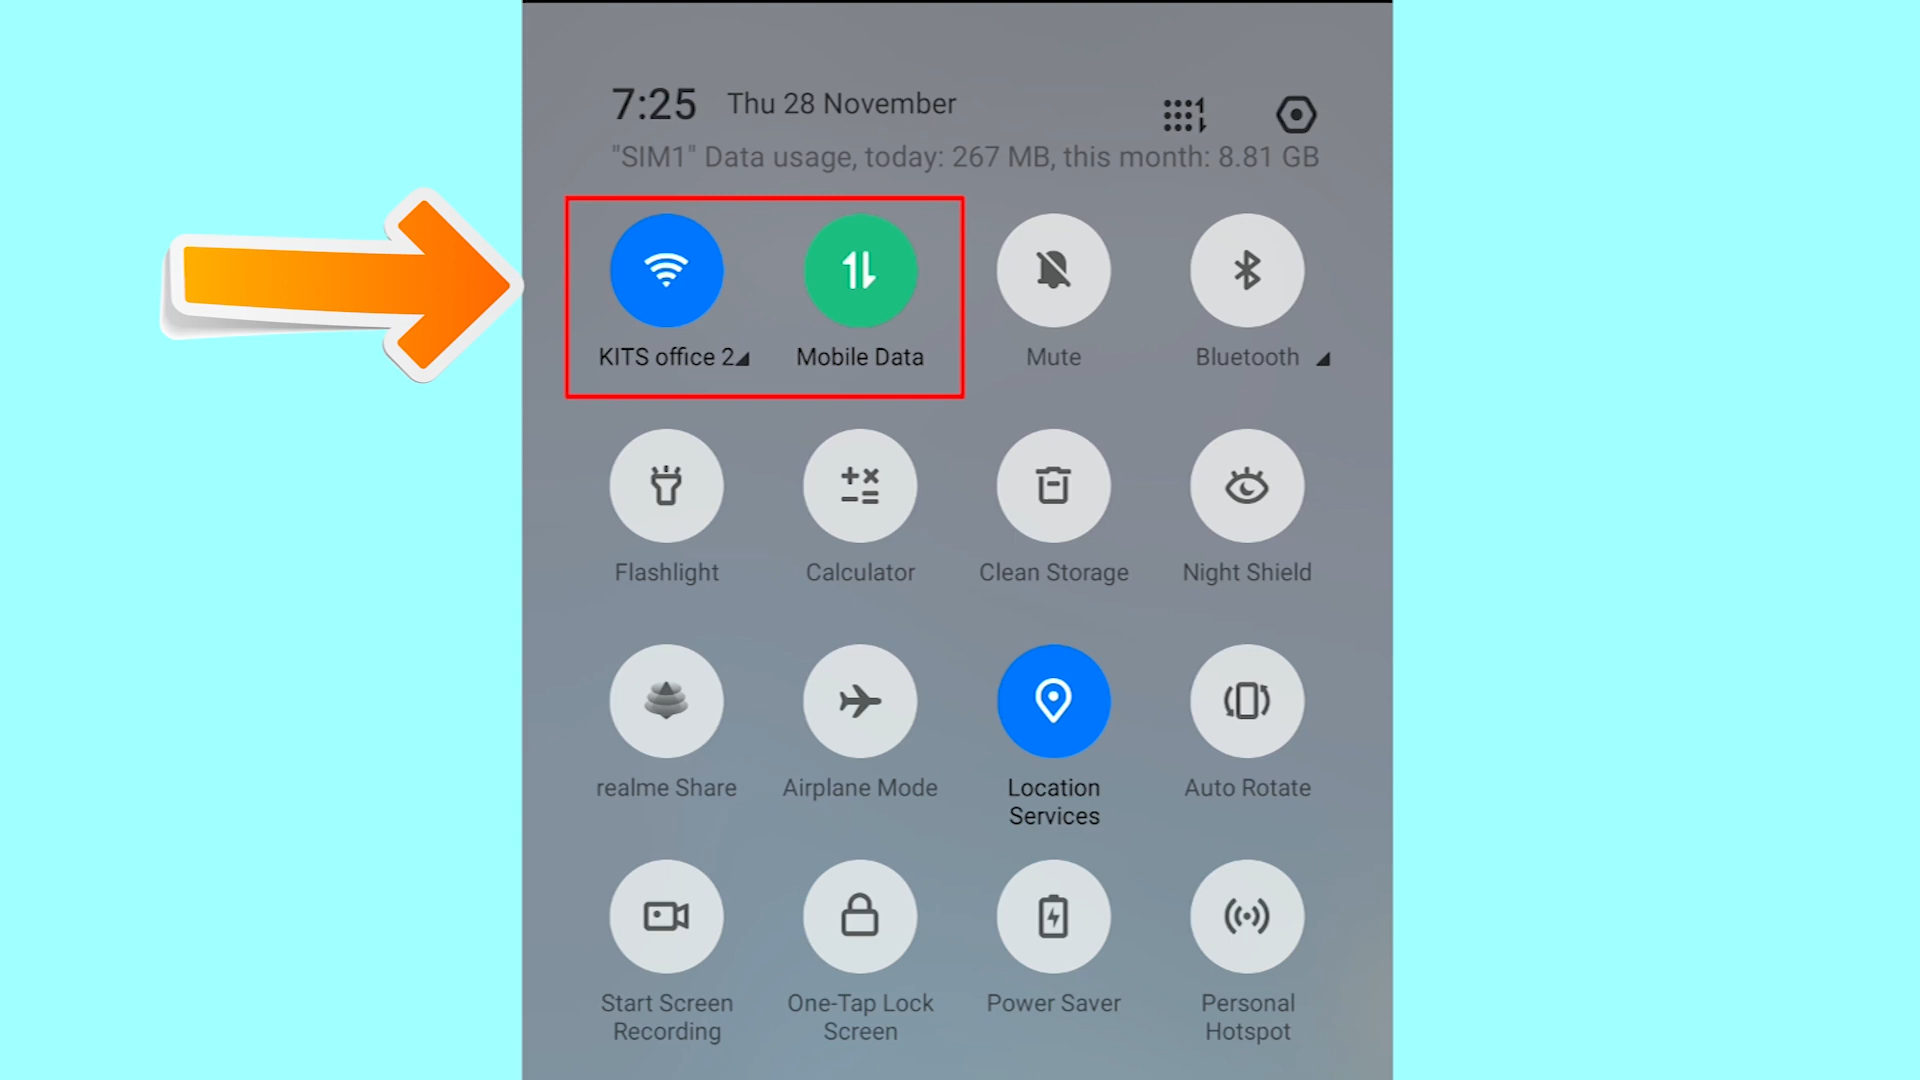 7:25 Thu 28 November
"SIM1" Data usage, today: 267 MB, this month: 8.81 GB
KITS office 2 Mobile Data Mute Bluetooth
Flashlight Calculator Clean Storage Night Shield
realme Share Airplane Mode Location Services Auto Rotate
Start Screen Recording One-Tap Lock Screen Power Saver Personal Hotspot